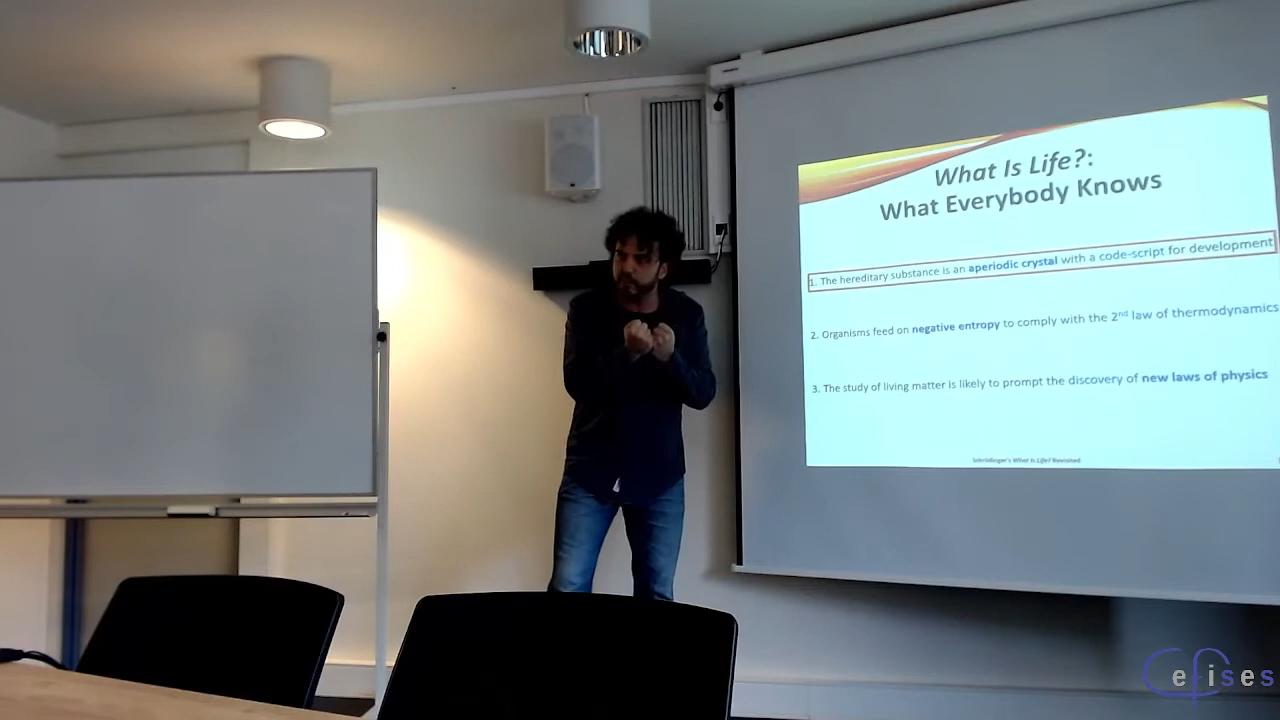 What Is Life?:
What Everybody Knows
1. The hereditary substance is an aperiodic crystal with a code-script for development
2. Organisms feed on negative entropy to comply with the 2nd law of thermodynamics
3. The study of living matter is likely to prompt the discovery of new laws of physics
Schrödinger's What Is Life? Revisited
Cefises